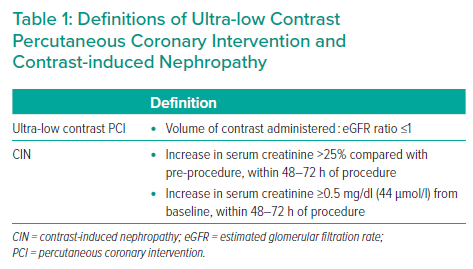 Table 1: Definitions of Ultra-low Contrast
Percutaneous Coronary Intervention and
Contrast-induced Nephropathy
Definition
Ultra-low contrast PCI • Volume of contrast administered : eGFR ratio ≤1
CIN • Increase in serum creatinine >25% compared with
pre-procedure, within 48–72 h of procedure
• Increase in serum creatinine ≥0.5 mg/dl (44 μmol/l) from
baseline, within 48–72 h of procedure
CIN = contrast-induced nephropathy; eGFR = estimated glomerular filtration rate;
PCI = percutaneous coronary intervention.